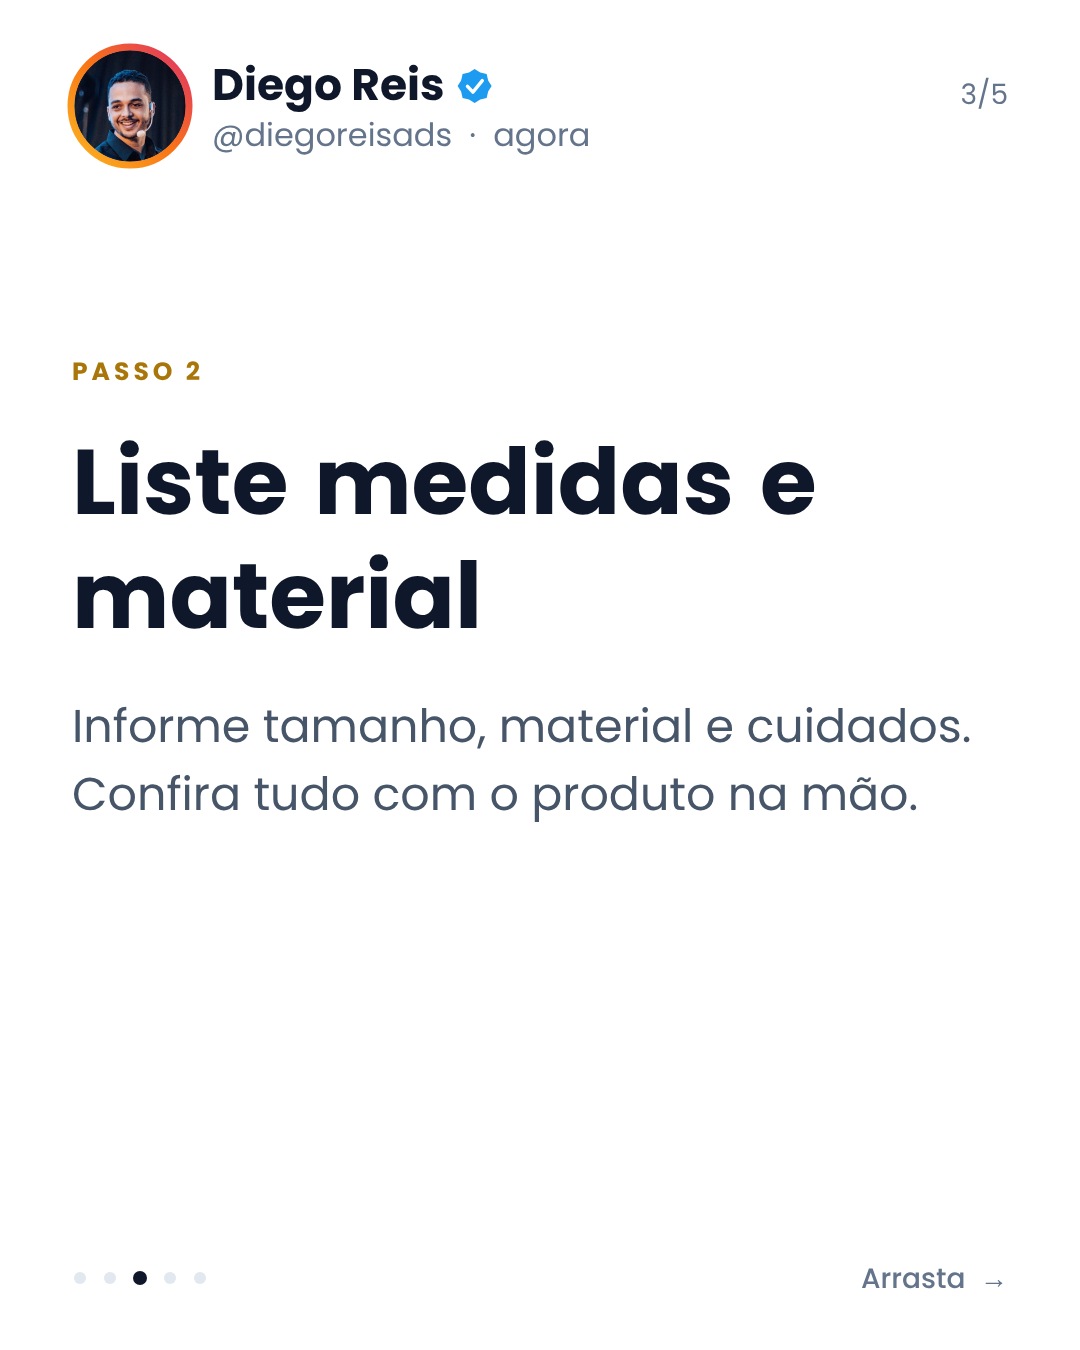 Diego Reis
@diegoreisads · agora
3/5
PASSO 2
Liste medidas e
material
Informe tamanho, material e cuidados.
Confira tudo com o produto na mão.
Arrasta →